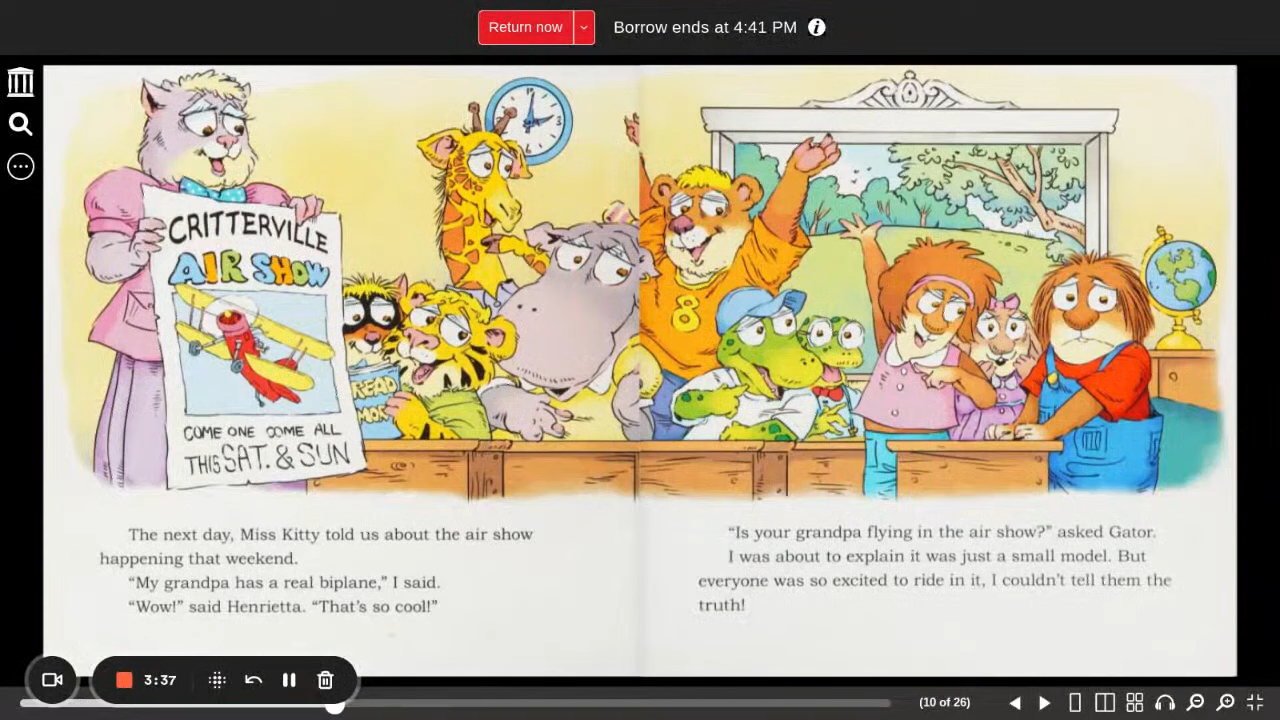 Return now
Borrow ends at 4:41 PM
CRITTERVILLE
AIR SHOW
COME ONE COME ALL
THIS SAT. & SUN
READ
MOR
8
The next day, Miss Kitty told us about the air show
happening that weekend.
“My grandpa has a real biplane,” I said.
“Wow!” said Henrietta. “That’s so cool!”
“Is your grandpa flying in the air show?” asked Gator.
I was about to explain it was just a small model. But
everyone was so excited to ride in it, I couldn’t tell them the
truth!
3:37
(10 of 26)